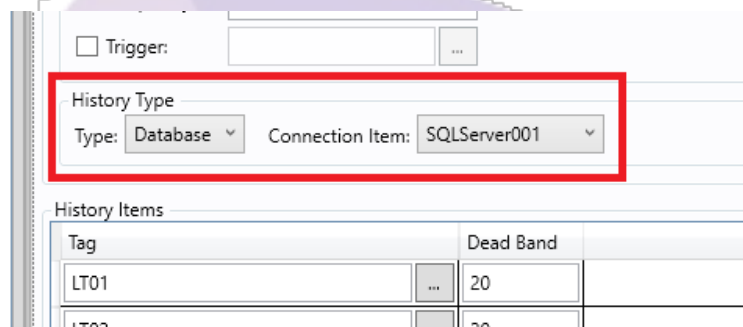 Trigger:
...
History Type
Type: Database Connection Item: SQLServer001
History Items
Tag Dead Band
LT01 ... 20